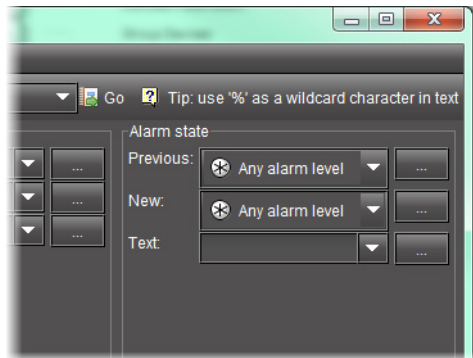 Go Tip: use '%' as a wildcard character in text
Alarm state
Previous: Any alarm level ...
... 
New: Any alarm level ...
...
Text: ...
...